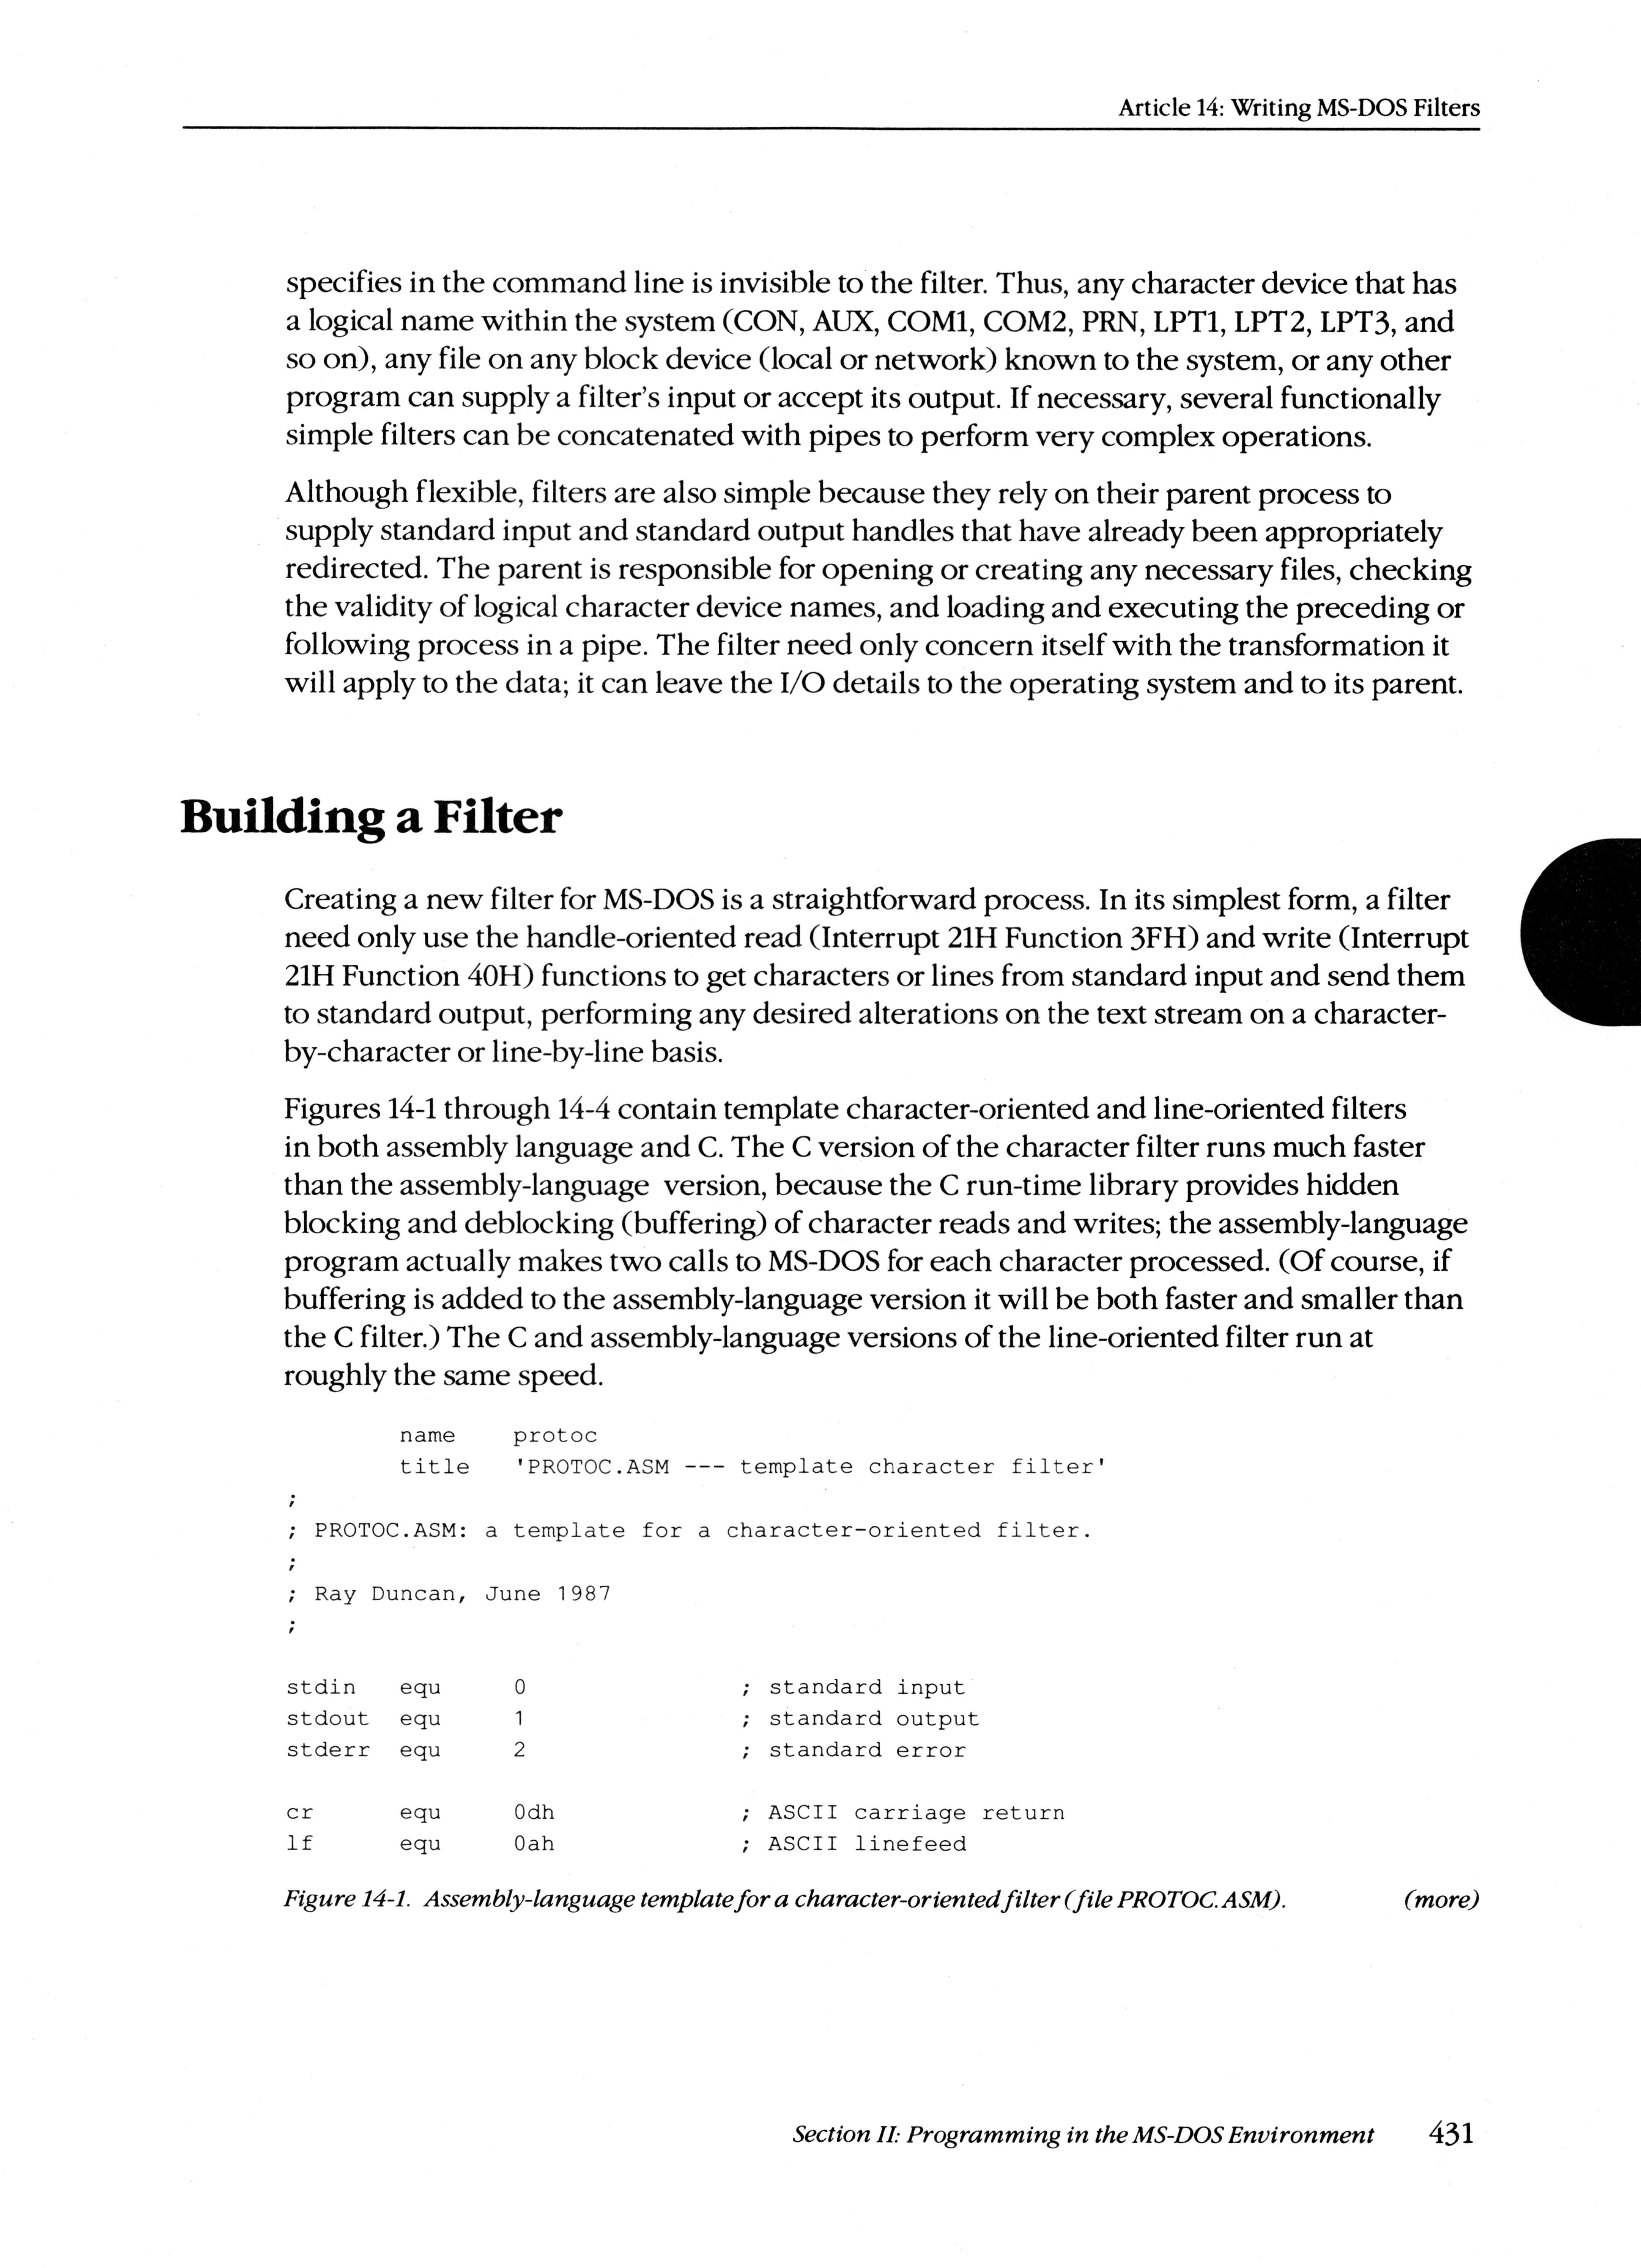 Article 14: Writing MS-DOS Filters
specifies in the command line is invisible to the filter. Thus, any character device that has
a logical name within the system (CON, AUX, COM1, COM2, PRN, LPT1, LPT2, LPT3, and
so on), any file on any block device (local or network) known to the system, or any other
program can supply a filter's input or accept its output. If necessary, several functionally
simple filters can be concatenated with pipes to perform very complex operations.
Although flexible, filters are also simple because they rely on their parent process to
supply standard input and standard output handles that have already been appropriately
redirected. The parent is responsible for opening or creating any necessary files, checking
the validity of logical character device names, and loading and executing the preceding or
following process in a pipe. The filter need only concern itself with the transformation it
will apply to the data; it can leave the I/O details to the operating system and to its parent.
Building a Filter
Creating a new filter for MS-DOS is a straightforward process. In its simplest form, a filter
need only use the handle-oriented read (Interrupt 21H Function 3FH) and write (Interrupt
21H Function 40H) functions to get characters or lines from standard input and send them
to standard output, performing any desired alterations on the text stream on a character-
by-character or line-by-line basis.
Figures 14-1 through 14-4 contain template character-oriented and line-oriented filters
in both assembly language and C. The C version of the character filter runs much faster
than the assembly-language version, because the C run-time library provides hidden
blocking and deblocking (buffering) of character reads and writes; the assembly-language
program actually makes two calls to MS-DOS for each character processed. (Of course, if
buffering is added to the assembly-language version it will be both faster and smaller than
the C filter.) The C and assembly-language versions of the line-oriented filter run at
roughly the same speed.
name    protoc
title   'PROTOC.ASM --- template character filter'
;
; PROTOC.ASM: a template for a character-oriented filter.
;
; Ray Duncan, June 1987
;
stdin   equ     0               ; standard input
stdout  equ     1               ; standard output
stderr  equ     2               ; standard error
cr      equ     0dh             ; ASCII carriage return
lf      equ     0ah             ; ASCII linefeed
Figure 14-1. Assembly-language template for a character-oriented filter (file PROTOC.ASM). (more)
Section II: Programming in the MS-DOS Environment 431